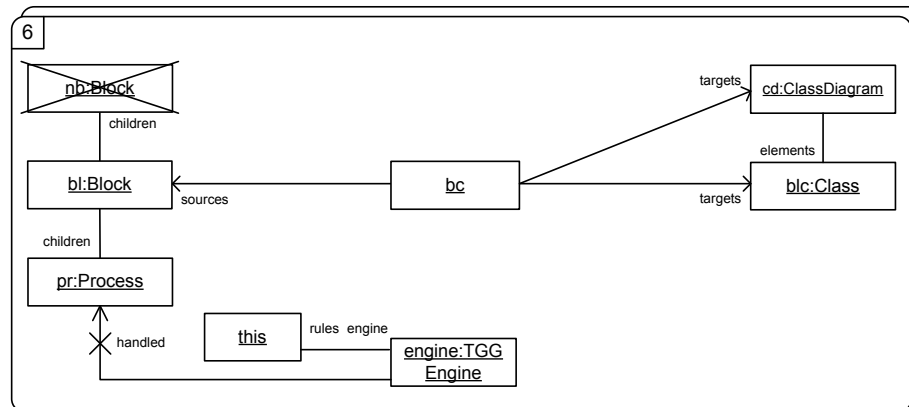 6
nb:Block
targets
cd:ClassDiagram
children
elements
bl:Block
bc
blc:Class
sources
targets
children
pr:Process
handled
this
rules engine
engine:TGG
Engine